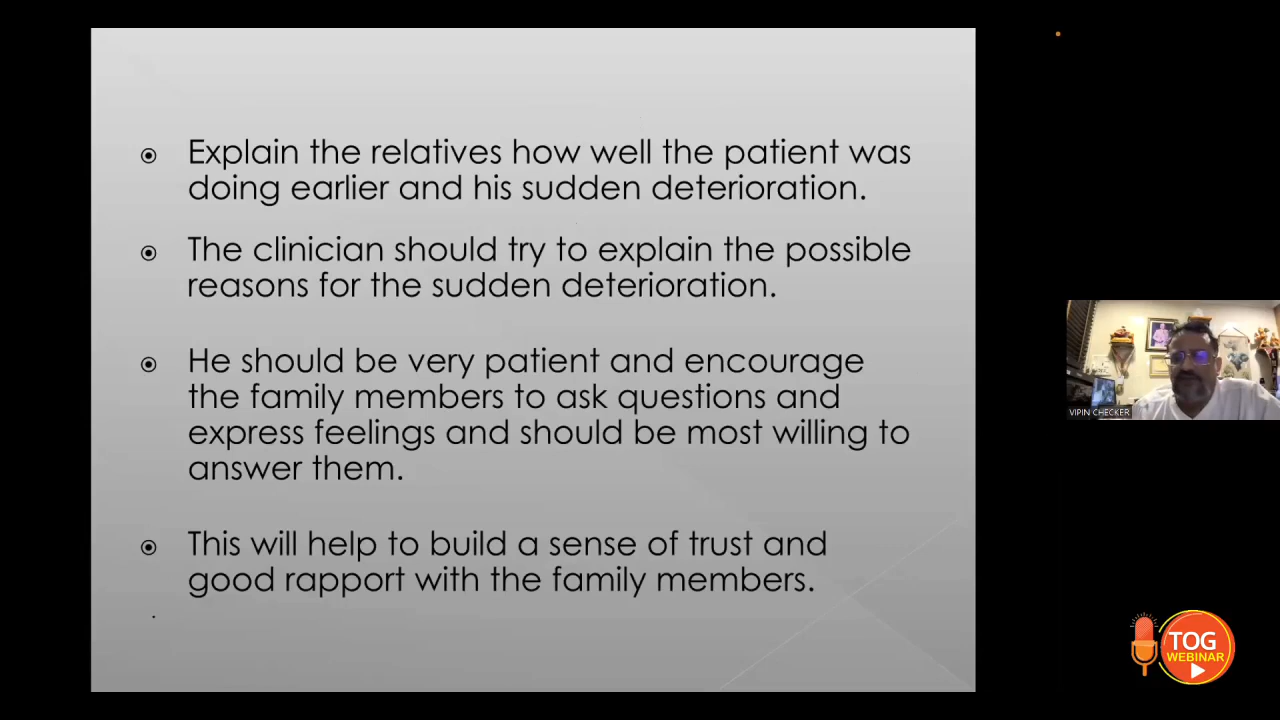 Explain the relatives how well the patient was
doing earlier and his sudden deterioration.
The clinician should try to explain the possible
reasons for the sudden deterioration.
He should be very patient and encourage
the family members to ask questions and
express feelings and should be most willing to
answer them.
This will help to build a sense of trust and
good rapport with the family members.
VIPIN CHECKER
TOG
WEBINAR